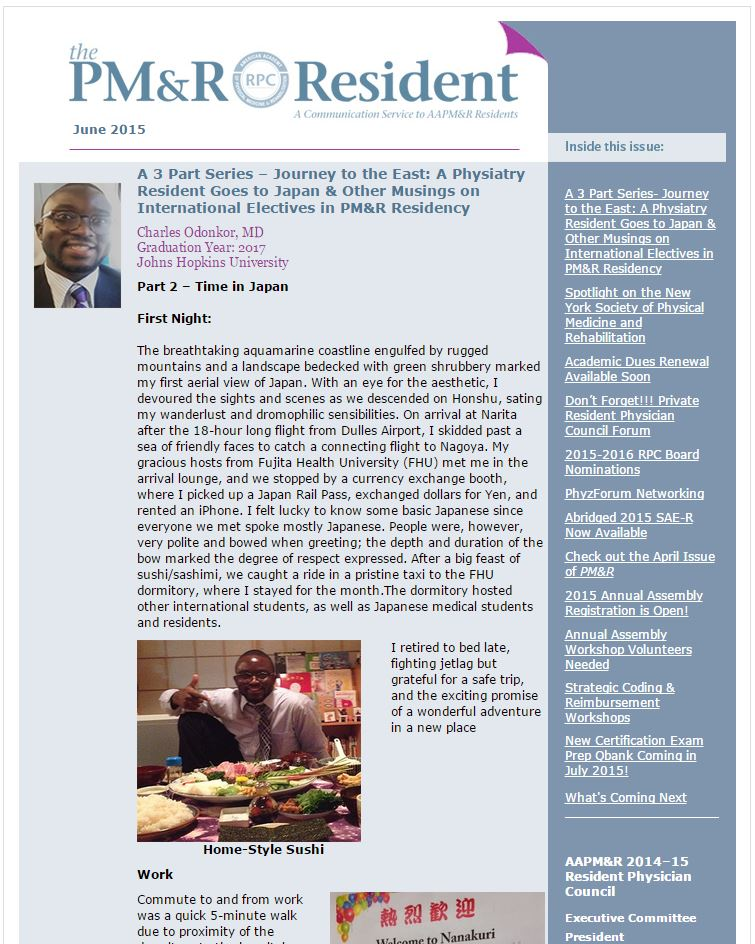 the
PM&R RPC Resident
A Communication Service to AAPM&R Residents
June 2015
Inside this issue:
A 3 Part Series – Journey to the East: A Physiatry
Resident Goes to Japan & Other Musings on
International Electives in PM&R Residency
Charles Odonkor, MD
Graduation Year: 2017
Johns Hopkins University
Part 2 – Time in Japan
First Night:
The breathtaking aquamarine coastline engulfed by rugged
mountains and a landscape bedecked with green shrubbery marked
my first aerial view of Japan. With an eye for the aesthetic, I
devoured the sights and scenes as we descended on Honshu, sating
my wanderlust and dromophilic sensibilities. On arrival at Narita
after the 18-hour long flight from Dulles Airport, I skidded past a
sea of friendly faces to catch a connecting flight to Nagoya. My
gracious hosts from Fujita Health University (FHU) met me in the
arrival lounge, and we stopped by a currency exchange booth,
where I picked up a Japan Rail Pass, exchanged dollars for Yen, and
rented an iPhone. I felt lucky to know some basic Japanese since
everyone we met spoke mostly Japanese. People were, however,
very polite and bowed when greeting; the depth and duration of the
bow marked the degree of respect expressed. After a big feast of
sushi/sashimi, we caught a ride in a pristine taxi to the FHU
dormitory, where I stayed for the month.The dormitory hosted
other international students, as well as Japanese medical students
and residents.
I retired to bed late,
fighting jetlag but
grateful for a safe trip,
and the exciting promise
of a wonderful adventure
in a new place
Home-Style Sushi
Work
Commute to and from work
was a quick 5-minute walk
due to proximity of the
熱烈歓迎
Welcome to Nanakuri
A 3 Part Series- Journey
to the East: A Physiatry
Resident Goes to Japan &
Other Musings on
International Electives in
PM&R Residency
Spotlight on the New
York Society of Physical
Medicine and
Rehabilitation
Academic Dues Renewal
Available Soon
Don't Forget!!! Private
Resident Physician
Council Forum
2015-2016 RPC Board
Nominations
PhyzForum Networking
Abridged 2015 SAE-R
Now Available
Check out the April Issue
of PM&R
2015 Annual Assembly
Registration is Open!
Annual Assembly
Workshop Volunteers
Needed
Strategic Coding &
Reimbursement
Workshops
New Certification Exam
Prep Qbank Coming in
July 2015!
What's Coming Next
AAPM&R 2014–15
Resident Physician
Council
Executive Committee
President